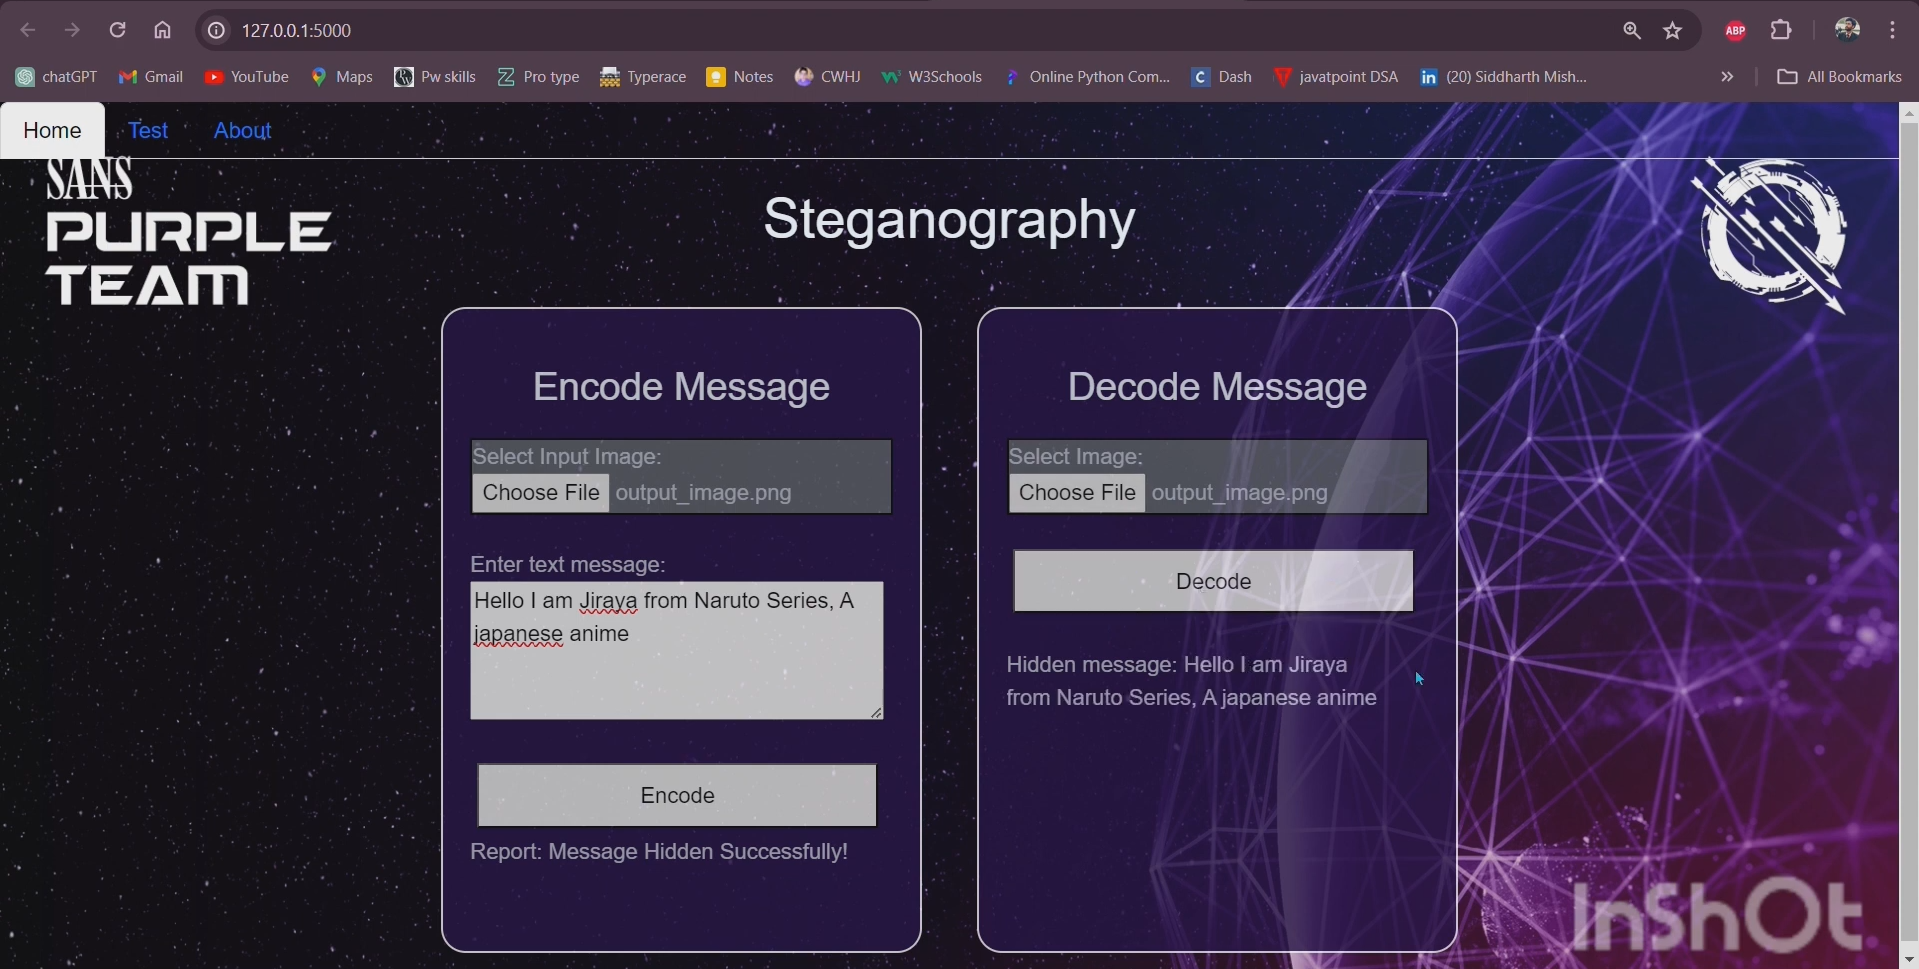 127.0.0.1:5000
ABP
chatGPT Gmail YouTube Maps Pw skills Pro type Typerace Notes CWHJ W3Schools Online Python Com... Dash javatpoint DSA (20) Siddharth Mish... All Bookmarks
Home Test About
SANS
PURPLE
TEAM
Steganography
Encode Message
Select Input Image:
Choose File output_image.png
Enter text message:
Hello I am Jiraya from Naruto Series, A
japanese anime
Encode
Report: Message Hidden Successfully!
Decode Message
Select Image:
Choose File output_image.png
Decode
Hidden message: Hello I am Jiraya
from Naruto Series, A japanese anime
InShOt